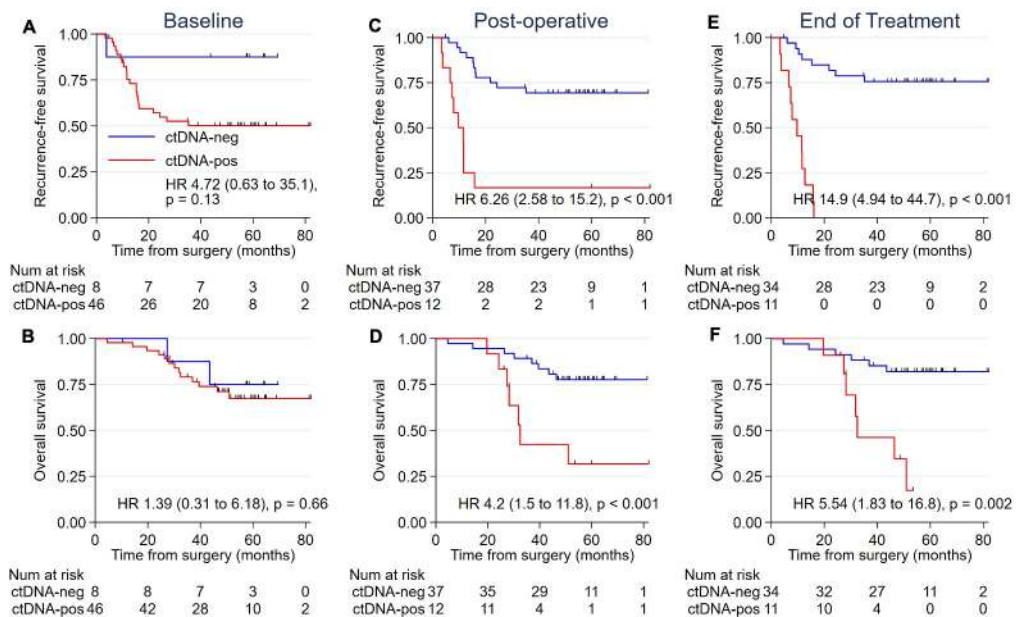 Baseline
Post-operative
End of Treatment
A
Recurrence-free survival
1.00
0.75
0.50
0.25
0.00
ctDNA-neg
ctDNA-pos
HR 4.72 (0.63 to 35.1),
p = 0.13
0 20 40 60 80
Time from surgery (months)
Num at risk
ctDNA-neg 8 7 7 3 0
ctDNA-pos 46 26 20 8 2
C
Recurrence-free survival
1.00
0.75
0.50
0.25
0.00
HR 6.26 (2.58 to 15.2), p < 0.001
0 20 40 60 80
Time from surgery (months)
Num at risk
ctDNA-neg 37 28 23 9 1
ctDNA-pos 12 2 2 1 1
E
Recurrence-free survival
1.00
0.75
0.50
0.25
0.00
HR 14.9 (4.94 to 44.7), p < 0.001
0 20 40 60 80
Time from surgery (months)
Num at risk
ctDNA-neg 34 28 23 9 2
ctDNA-pos 11 0 0 0 0
B
Overall survival
1.00
0.75
0.50
0.25
0.00
HR 1.39 (0.31 to 6.18), p = 0.66
0 20 40 60 80
Time from surgery (months)
Num at risk
ctDNA-neg 8 8 7 3 0
ctDNA-pos 46 42 28 10 2
D
Overall survival
1.00
0.75
0.50
0.25
0.00
HR 4.2 (1.5 to 11.8), p < 0.001
0 20 40 60 80
Time from surgery (months)
Num at risk
ctDNA-neg 37 35 29 11 1
ctDNA-pos 12 11 4 1 1
F
Overall survival
1.00
0.75
0.50
0.25
0.00
HR 5.54 (1.83 to 16.8), p = 0.002
0 20 40 60 80
Time from surgery (months)
Num at risk
ctDNA-neg 34 32 27 11 2
ctDNA-pos 11 10 4 0 0